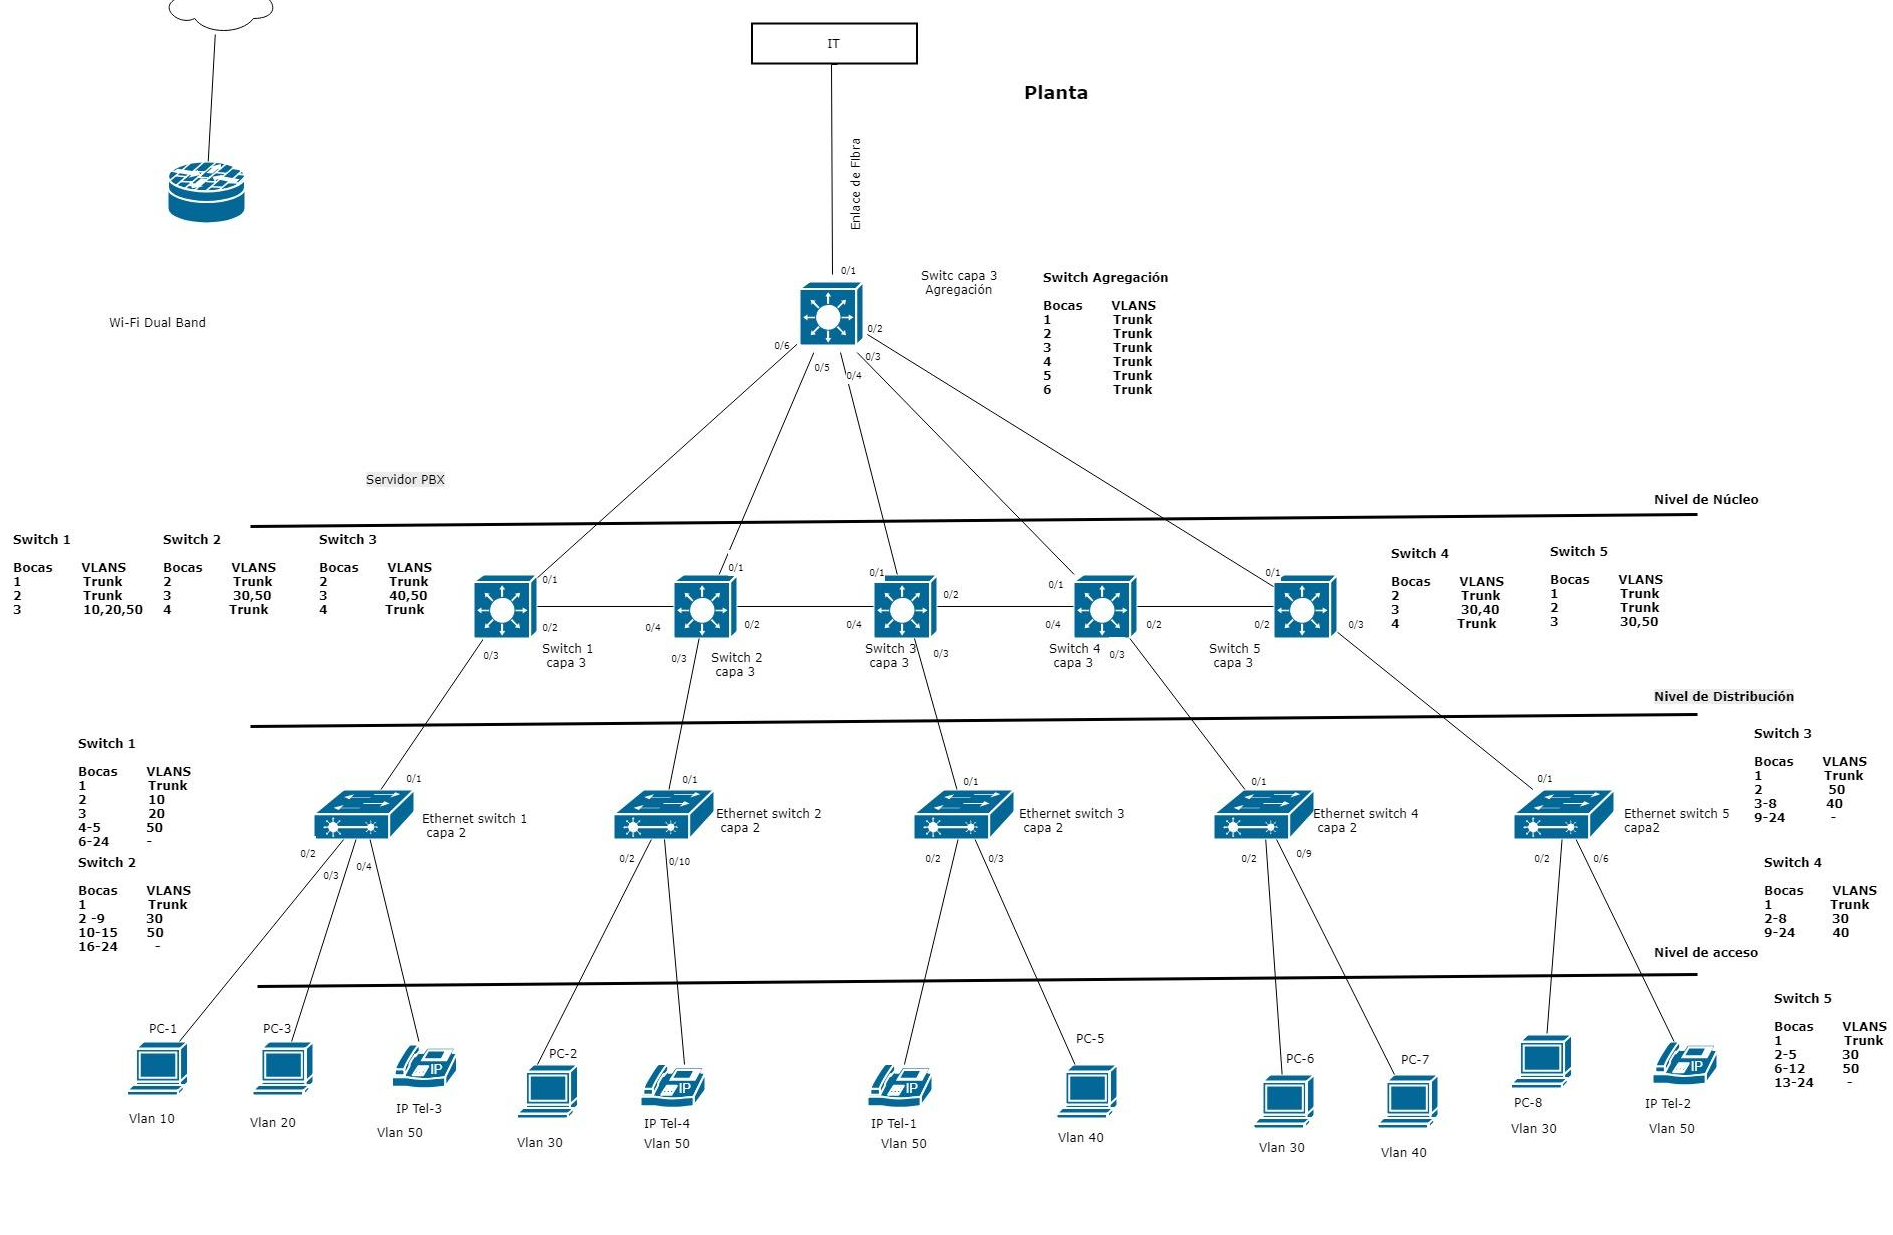 IT
Planta
Enlace de FIbra
0/1
Switc capa 3
Agregación
Switch Agregación
Bocas VLANS
1 Trunk
2 Trunk
3 Trunk
4 Trunk
5 Trunk
6 Trunk
Wi-Fi Dual Band
0/2
0/6
0/3
0/5
0/4
Servidor PBX
Nivel de Núcleo
Switch 1
Bocas VLANS
1 Trunk
2 Trunk
3 10,20,50
Switch 2
Bocas VLANS
2 Trunk
3 30,50
4 Trunk
Switch 3
Bocas VLANS
2 Trunk
3 40,50
4 Trunk
Switch 4
Bocas VLANS
2 Trunk
3 30,40
4 Trunk
Switch 5
Bocas VLANS
1 Trunk
2 Trunk
3 30,50
0/1
0/2
0/3
Switch 1
capa 3
0/1
0/4
0/2
0/3
Switch 2
capa 3
0/1
0/2
0/4
0/3
Switch 3
capa 3
0/1
0/4
0/2
0/3
Switch 4
capa 3
0/1
0/2
0/3
Switch 5
capa 3
Nivel de Distribución
Switch 1
Bocas VLANS
1 Trunk
2 10
3 20
4-5 50
6-24 -
Switch 2
Bocas VLANS
1 Trunk
2 -9 30
10-15 50
16-24 -
0/1
Ethernet switch 1
capa 2
0/2
0/3
0/4
0/1
Ethernet switch 2
capa 2
0/2
0/10
0/1
Ethernet switch 3
capa 2
0/2
0/3
0/1
Ethernet switch 4
capa 2
0/2
0/9
0/1
Ethernet switch 5
capa2
0/2
0/6
Switch 3
Bocas VLANS
1 Trunk
2 50
3-8 40
9-24 -
Switch 4
Bocas VLANS
1 Trunk
2-8 30
9-24 40
Nivel de acceso
Switch 5
Bocas VLANS
1 Trunk
2-5 30
6-12 50
13-24 -
PC-1
Vlan 10
PC-3
Vlan 20
IP
IP Tel-3
Vlan 50
PC-2
Vlan 30
IP
IP Tel-4
Vlan 50
IP
IP Tel-1
Vlan 50
PC-5
Vlan 40
PC-6
Vlan 30
PC-7
Vlan 40
PC-8
Vlan 30
IP
IP Tel-2
Vlan 50